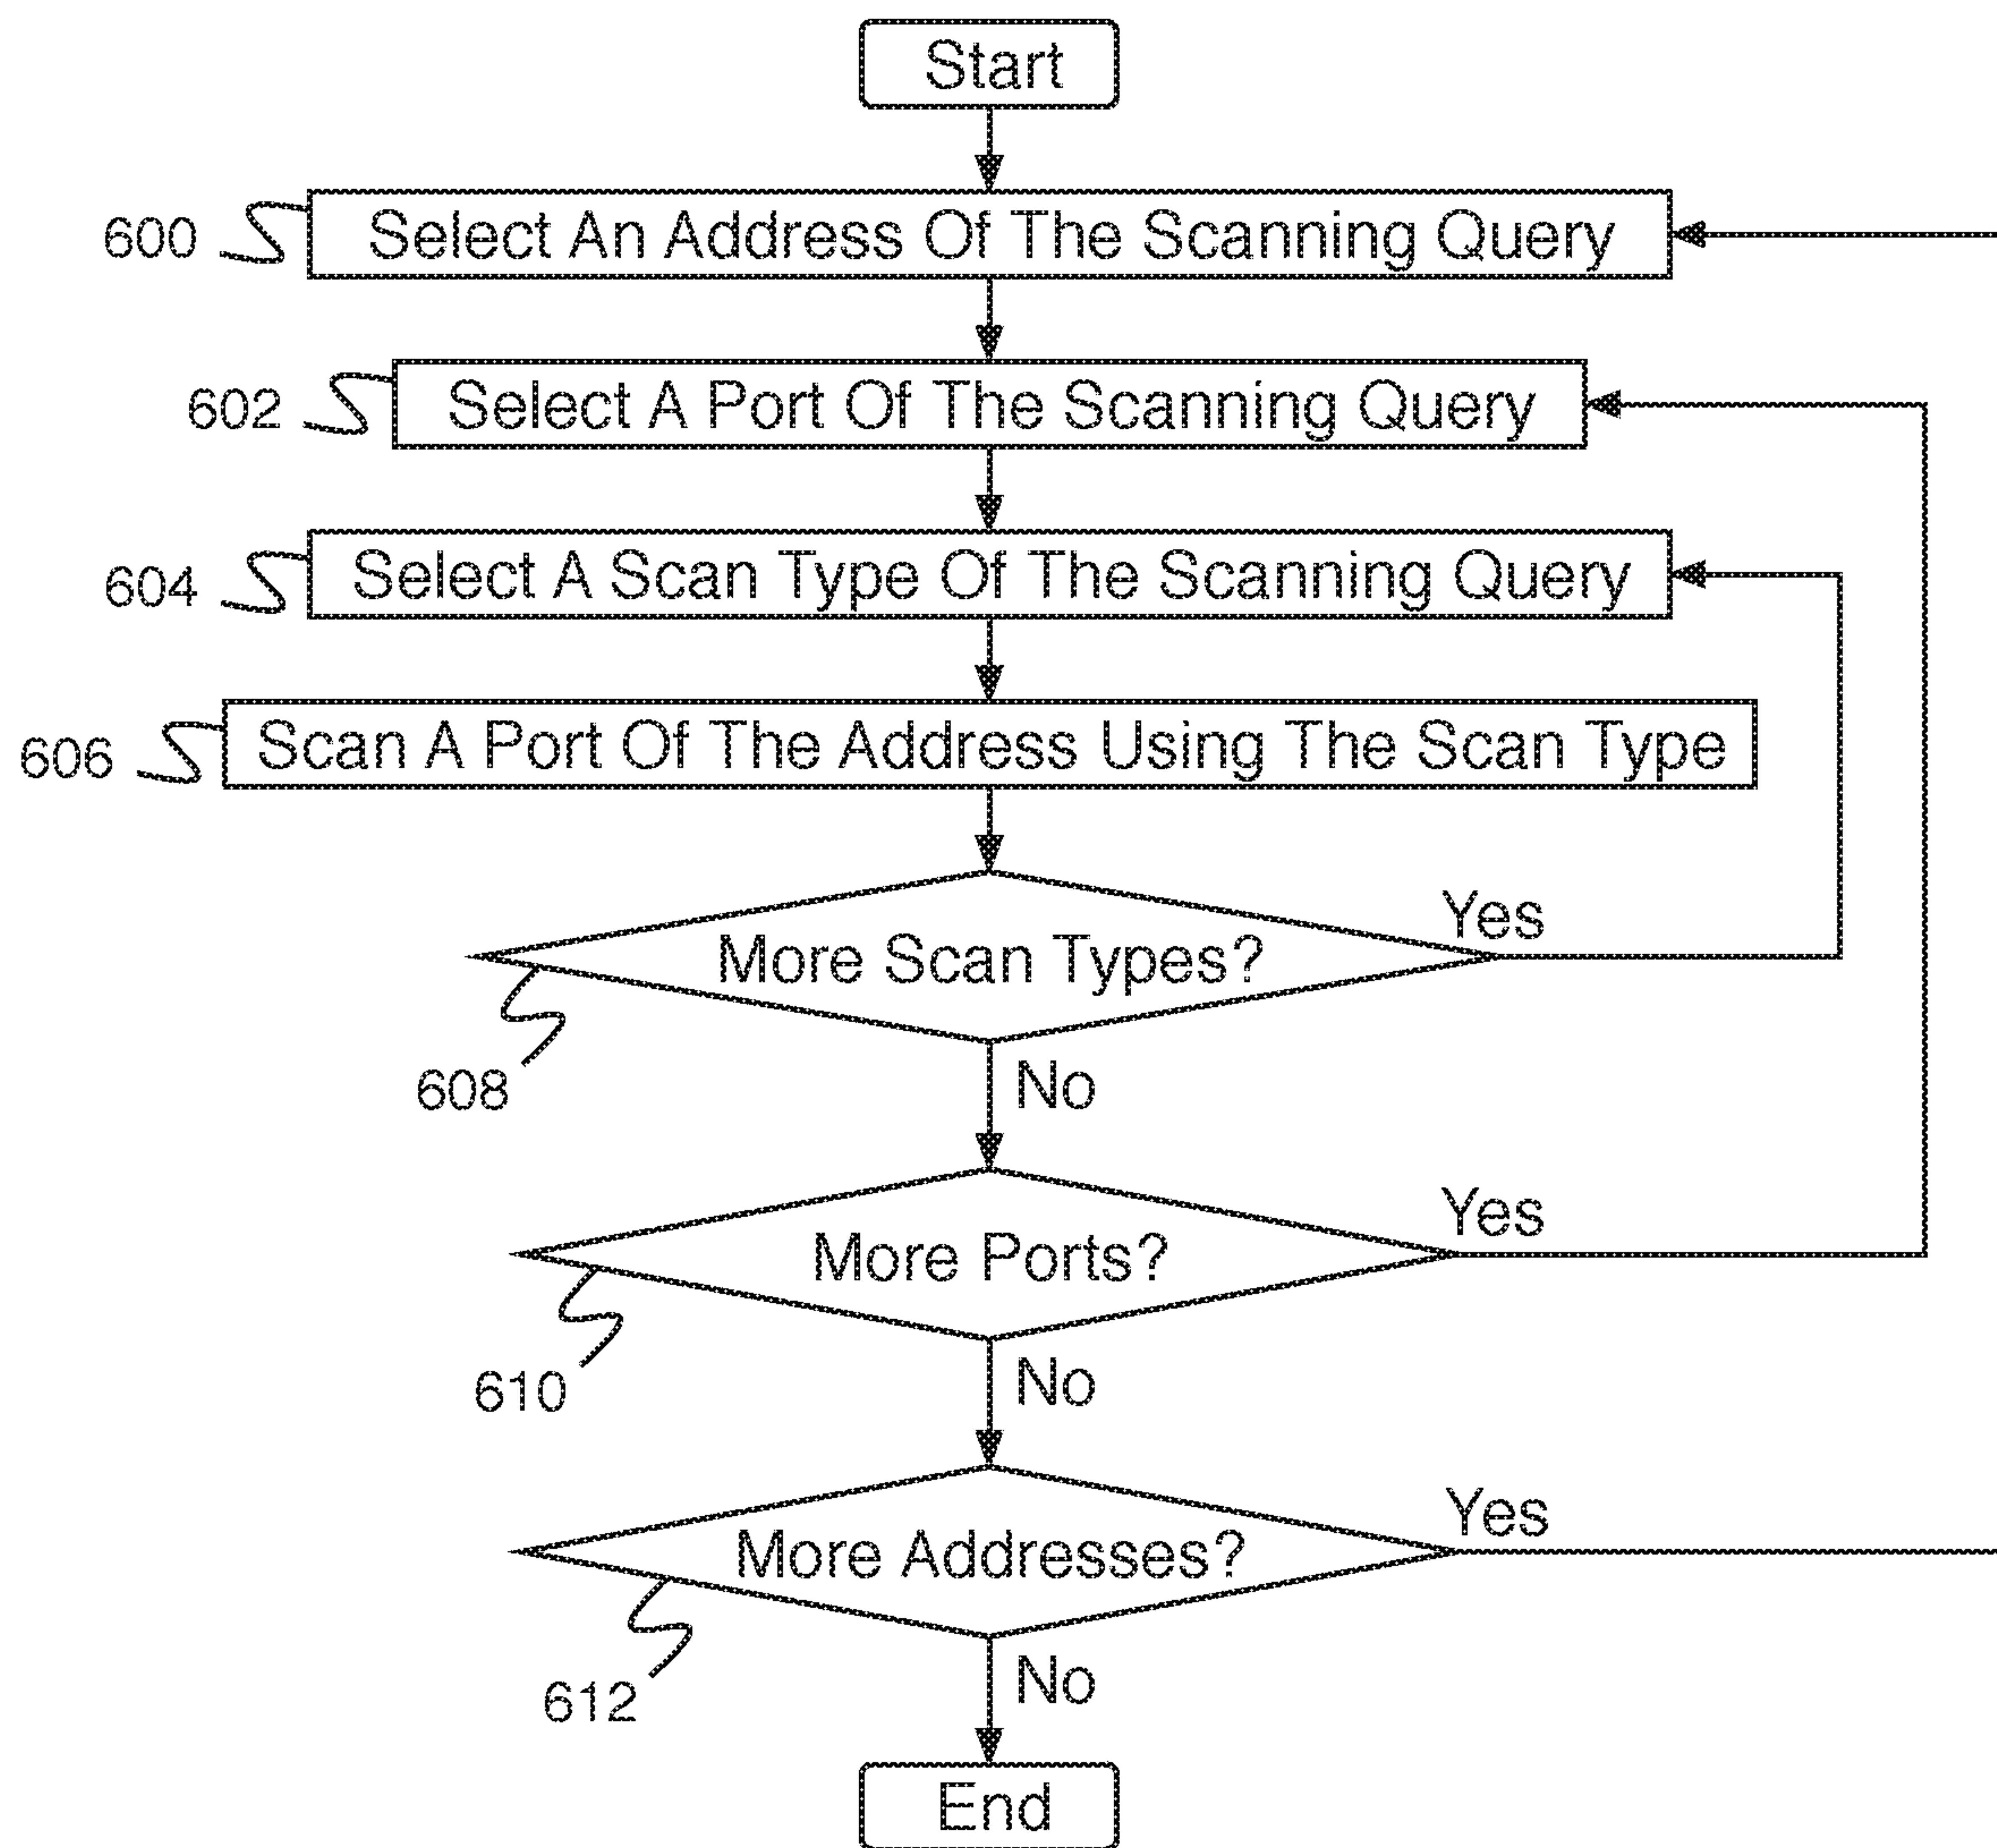 Start
600
Select An Address Of The Scanning Query
602
Select A Port Of The Scanning Query
604
Select A Scan Type Of The Scanning Query
606
Scan A Port Of The Address Using The Scan Type
Yes
More Scan Types?
608
No
Yes
More Ports?
610
No
Yes
More Addresses?
612
No
End